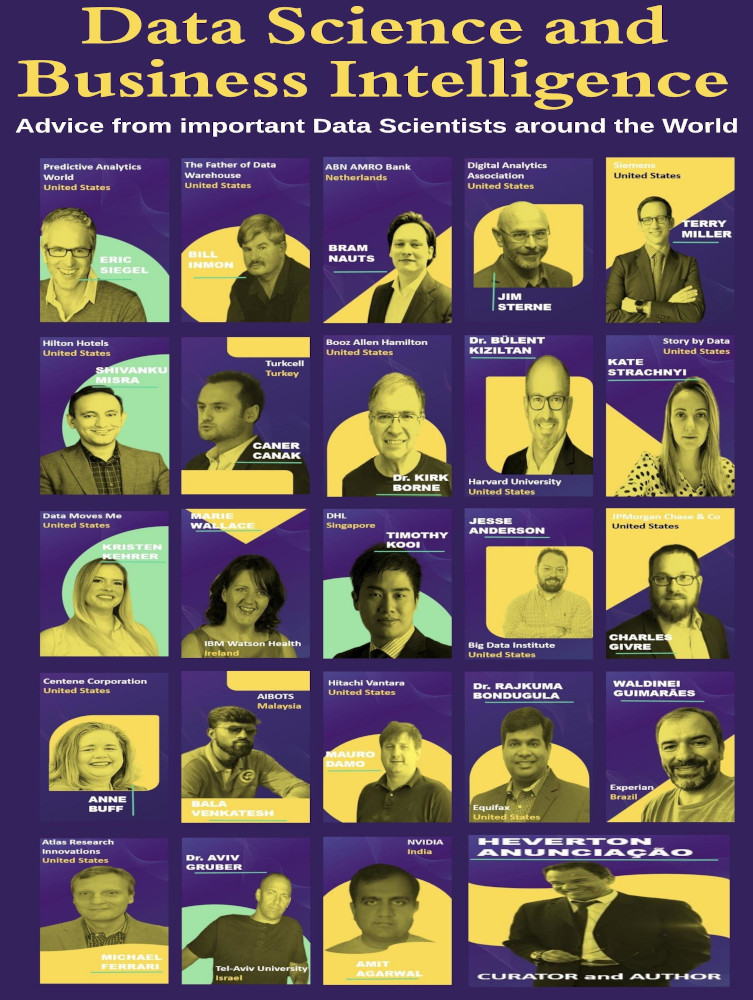 Data Science and
Business Intelligence
Advice from important Data Scientists around the World
Predictive Analytics
World
United States
ERIC
SIEGEL
The Father of Data
Warehouse
United States
BILL
INMON
ABN AMRO Bank
Netherlands
BRAM
NAUTS
Digital Analytics
Association
United States
JIM
STERNE
Siemens
United States
TERRY
MILLER
Hilton Hotels
United States
SHIVANKU
MISRA
Turkcell
Turkey
CANER
CANAK
Booz Allen Hamilton
United States
Dr. KIRK
BORNE
Dr. BÜLENT
KIZILTAN
Harvard University
United States
Story by Data
United States
KATE
STRACHNYI
Data Moves Me
United States
KRISTEN
KEHRER
MARIE
WALLACE
IBM Watson Health
Ireland
DHL
Singapore
TIMOTHY
KOOI
JESSE
ANDERSON
Big Data Institute
United States
JPMorgan Chase & Co
United States
CHARLES
GIVRE
Centene Corporation
United States
ANNE
BUFF
AIBOTS
Malaysia
BALA
VENKATESH
Hitachi Vantara
United States
MAURO
DAMO
Dr. RAJKUMA
BONDUGULA
Equifax
United States
WALDINEI
GUIMARÃES
Experian
Brazil
Atlas Research
Innovations
United States
MICHAEL
FERRARI
Dr. AVIV
GRUBER
Tel-Aviv University
Israel
NVIDIA
India
AMIT
AGARWAL
HEVERTON
ANUNCIAÇÃO
CURATOR and AUTHOR